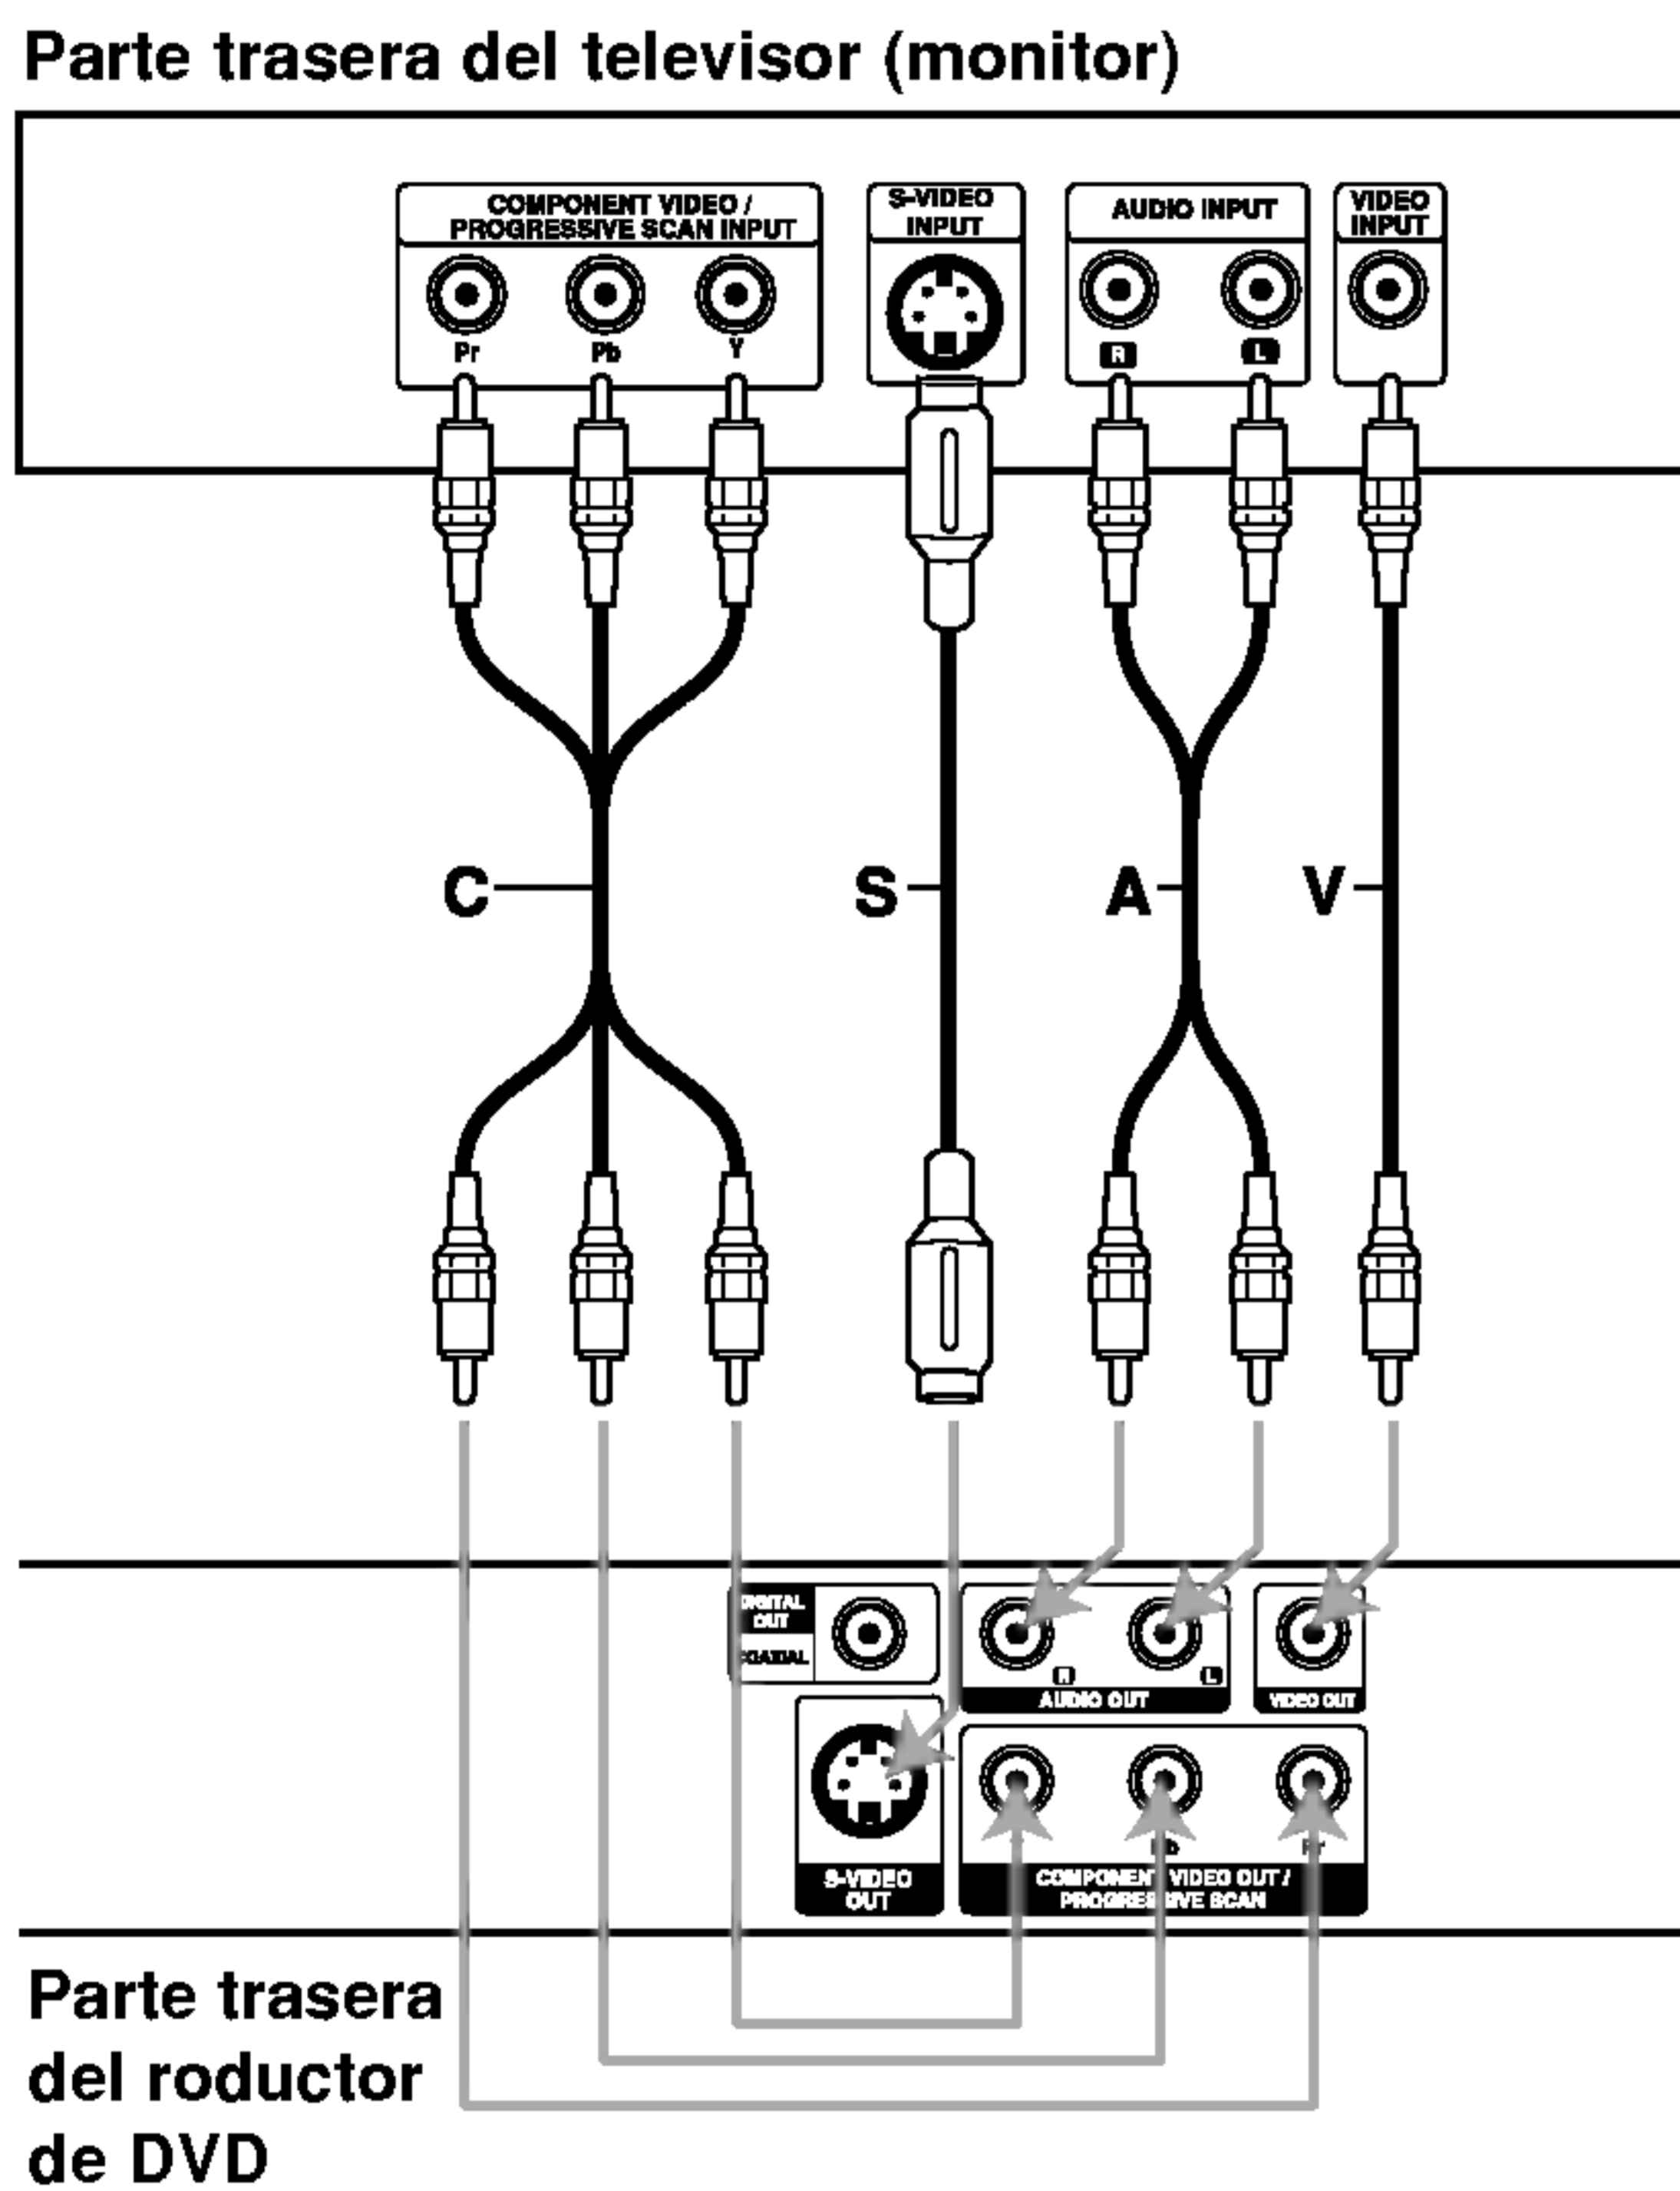 Parte trasera del televisor (monitor)
COMPONENT VIDEO /
PROGRESSIVE SCAN INPUT
Pr Pb Y
S-VIDEO
INPUT
AUDIO INPUT
R L
VIDEO
INPUT
C S A V
DIGITAL
OUT
COAXIAL
R L
AUDIO OUT
VIDEO OUT
S-VIDEO
OUT
Pb Pr
COMPONENT VIDEO OUT /
PROGRESSIVE SCAN
Parte trasera
del roductor
de DVD